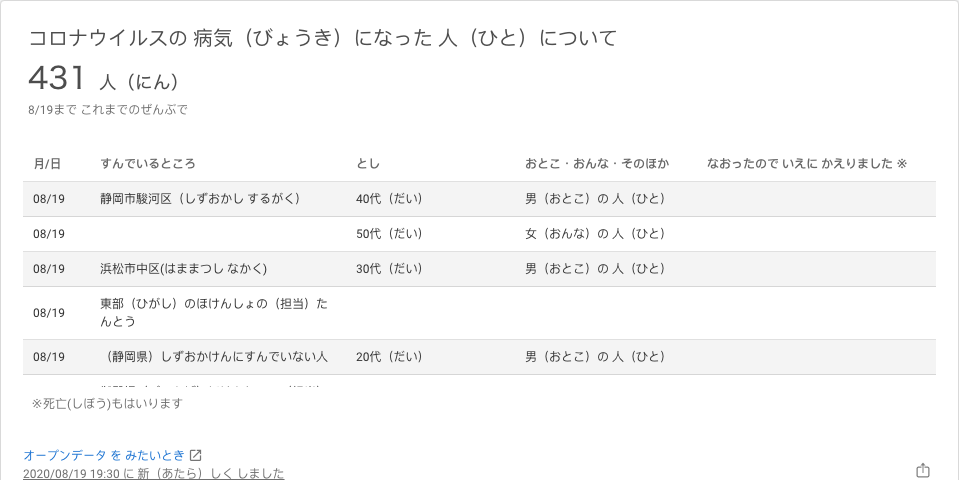 コロナウイルスの 病気（びょうき）になった 人（ひと）について
431 人（にん）
8/19まで これまでのぜんぶで
月/日 すんでいるところ とし おとこ・おんな・そのほか なおったので いえに かえりました ※
08/19 静岡市駿河区（しずおかし するがく） 40代（だい） 男（おとこ）の 人（ひと）
08/19 50代（だい） 女（おんな）の 人（ひと）
08/19 浜松市中区(はままつし なかく) 30代（だい） 男（おとこ）の 人（ひと）
08/19 東部（ひがし）のほけんしょの（担当）た
んとう
08/19 （静岡県）しずおかけんにすんでいない人 20代（だい） 男（おとこ）の 人（ひと）
※死亡(しぼう)もはいります
オープンデータ を みたいとき
2020/08/19 19:30 に 新（あたら）しく しました